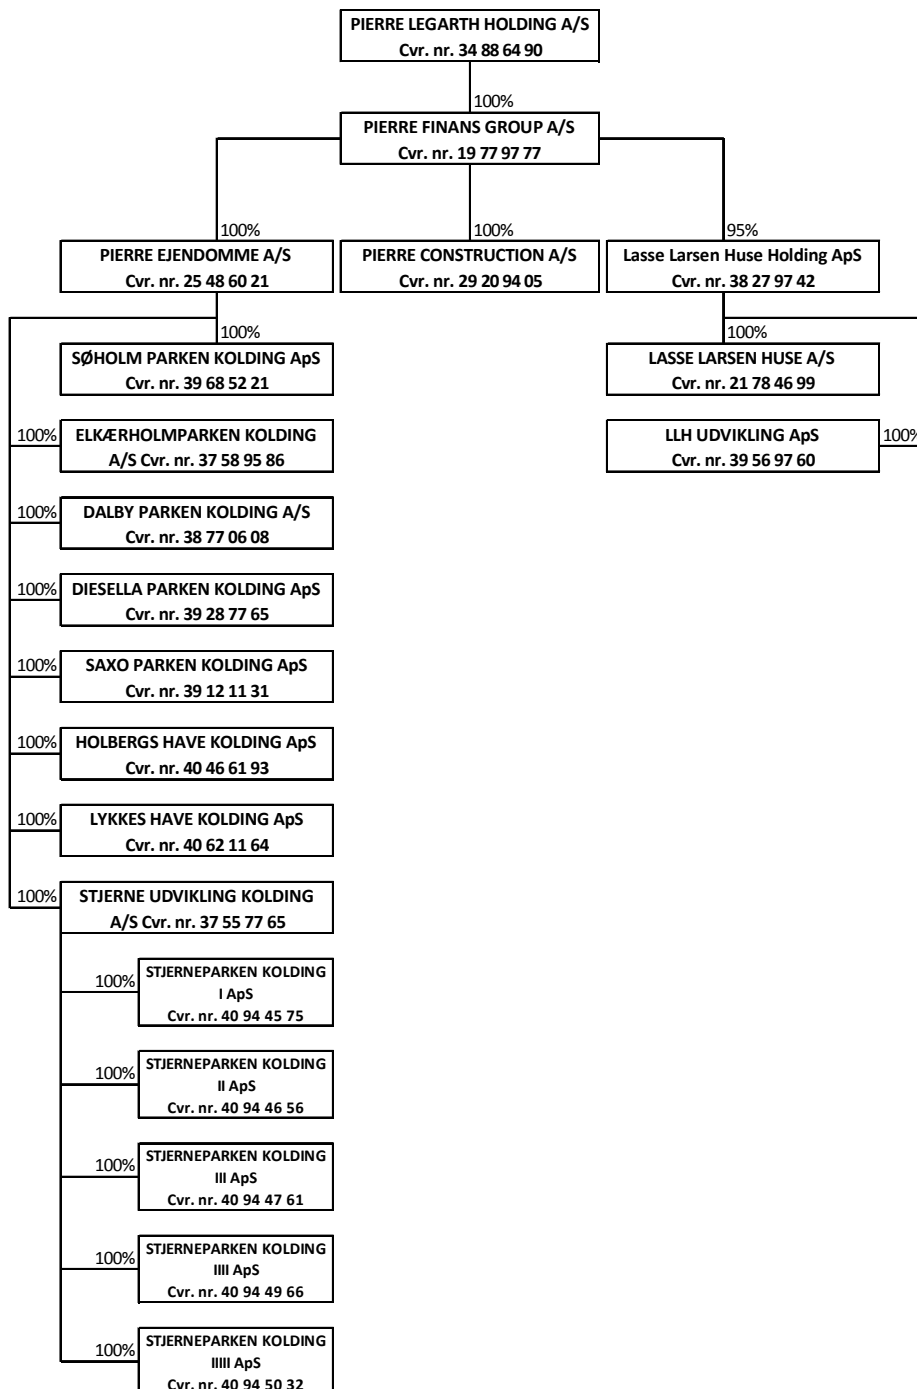 PIERRE LEGARTH HOLDING A/S
Cvr. nr. 34 88 64 90
100%
PIERRE FINANS GROUP A/S
Cvr. nr. 19 77 97 77
100%
100%
95%
PIERRE EJENDOMME A/S
Cvr. nr. 25 48 60 21
PIERRE CONSTRUCTION A/S
Cvr. nr. 29 20 94 05
Lasse Larsen Huse Holding ApS
Cvr. nr. 38 27 97 42
100%
100%
SØHOLM PARKEN KOLDING ApS
Cvr. nr. 39 68 52 21
LASSE LARSEN HUSE A/S
Cvr. nr. 21 78 46 99
100%
ELKÆRHOLMPARKEN KOLDING
A/S Cvr. nr. 37 58 95 86
LLH UDVIKLING ApS
Cvr. nr. 39 56 97 60
100%
100%
DALBY PARKEN KOLDING A/S
Cvr. nr. 38 77 06 08
100%
DIESELLA PARKEN KOLDING ApS
Cvr. nr. 39 28 77 65
100%
SAXO PARKEN KOLDING ApS
Cvr. nr. 39 12 11 31
100%
HOLBERGS HAVE KOLDING ApS
Cvr. nr. 40 46 61 93
100%
LYKKES HAVE KOLDING ApS
Cvr. nr. 40 62 11 64
100%
STJERNE UDVIKLING KOLDING
A/S Cvr. nr. 37 55 77 65
100%
STJERNEPARKEN KOLDING
I ApS
Cvr. nr. 40 94 45 75
100%
STJERNEPARKEN KOLDING
II ApS
Cvr. nr. 40 94 46 56
100%
STJERNEPARKEN KOLDING
III ApS
Cvr. nr. 40 94 47 61
100%
STJERNEPARKEN KOLDING
IIII ApS
Cvr. nr. 40 94 49 66
100%
STJERNEPARKEN KOLDING
IIIII ApS
Cvr. nr. 40 94 50 32